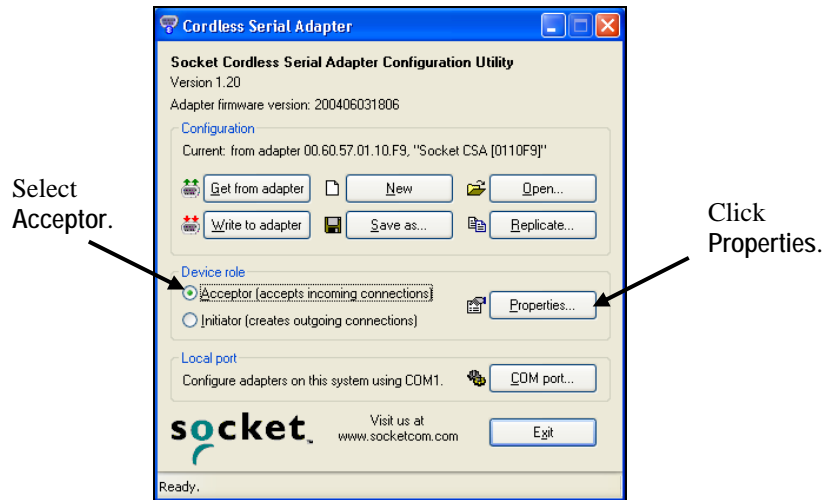 Cordless Serial Adapter
Socket Cordless Serial Adapter Configuration Utility
Version 1.20
Adapter firmware version: 200406031806
Configuration
Current: from adapter 00.60.57.01.10.F9, "Socket CSA [0110F9]"
Get from adapter New Open...
Write to adapter Save as... Replicate...
Select
Acceptor.
Click
Properties.
Device role
Acceptor (accepts incoming connections)
Properties...
Initiator (creates outgoing connections)
Local port
Configure adapters on this system using COM1. COM port...
socket™
Visit us at
www.socketcom.com
Exit
Ready.